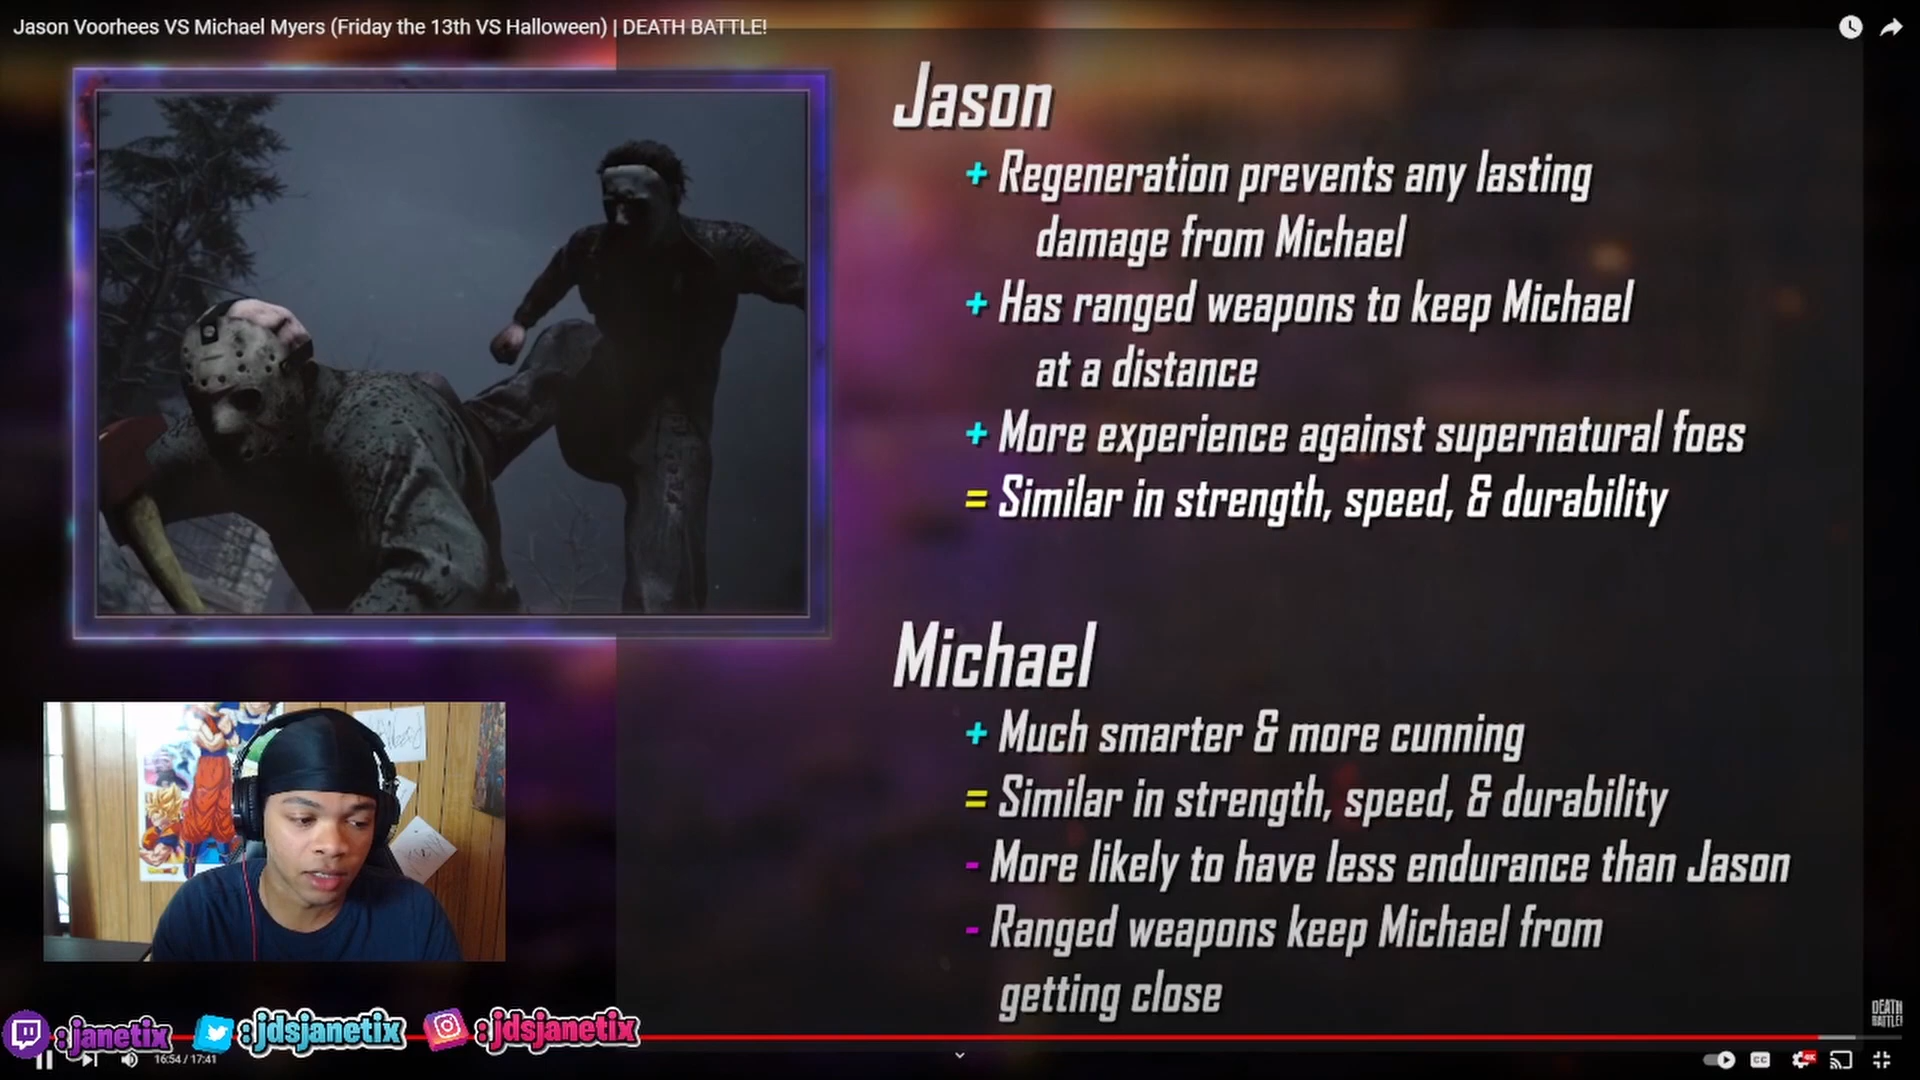 Jason Voorhees VS Michael Myers (Friday the 13th VS Halloween) | DEATH BATTLE!
Jason
+ Regeneration prevents any lasting
damage from Michael
+ Has ranged weapons to keep Michael
at a distance
+ More experience against supernatural foes
= Similar in strength, speed, & durability
Michael
+ Much smarter & more cunning
= Similar in strength, speed, & durability
- More likely to have less endurance than Jason
- Ranged weapons keep Michael from
getting close
DEATH
BATTLE!
:janetix :jdsjanetix :jdsjanetix
16:54 / 17:41
CC
4K